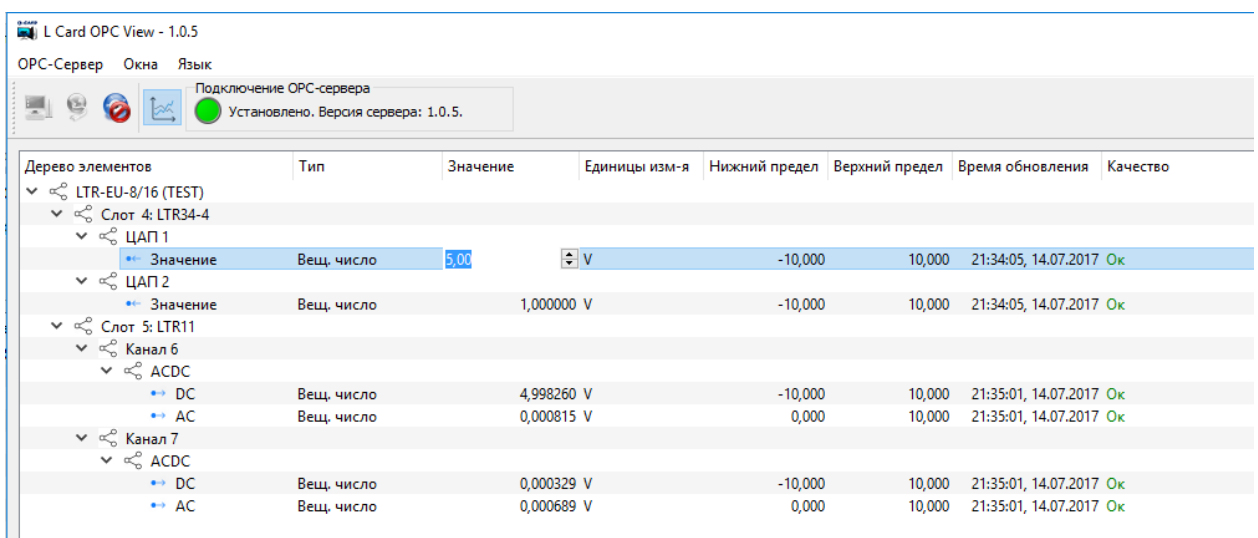 L Card OPC View - 1.0.5
OPC-Сервер Окна Язык
Подключение OPC-сервера
Установлено. Версия сервера: 1.0.5.
Дерево элементов Тип Значение Единицы изм-я Нижний предел Верхний предел Время обновления Качество
LTR-EU-8/16 (TEST)
Слот 4: LTR34-4
ЦАП 1
Значение Вещ. число 5,00 V -10,000 10,000 21:34:05, 14.07.2017 Ок
ЦАП 2
Значение Вещ. число 1,000000 V -10,000 10,000 21:34:05, 14.07.2017 Ок
Слот 5: LTR11
Канал 6
ACDC
DC Вещ. число 4,998260 V -10,000 10,000 21:35:01, 14.07.2017 Ок
AC Вещ. число 0,000815 V 0,000 10,000 21:35:01, 14.07.2017 Ок
Канал 7
ACDC
DC Вещ. число 0,000329 V -10,000 10,000 21:35:01, 14.07.2017 Ок
AC Вещ. число 0,000689 V 0,000 10,000 21:35:01, 14.07.2017 Ок